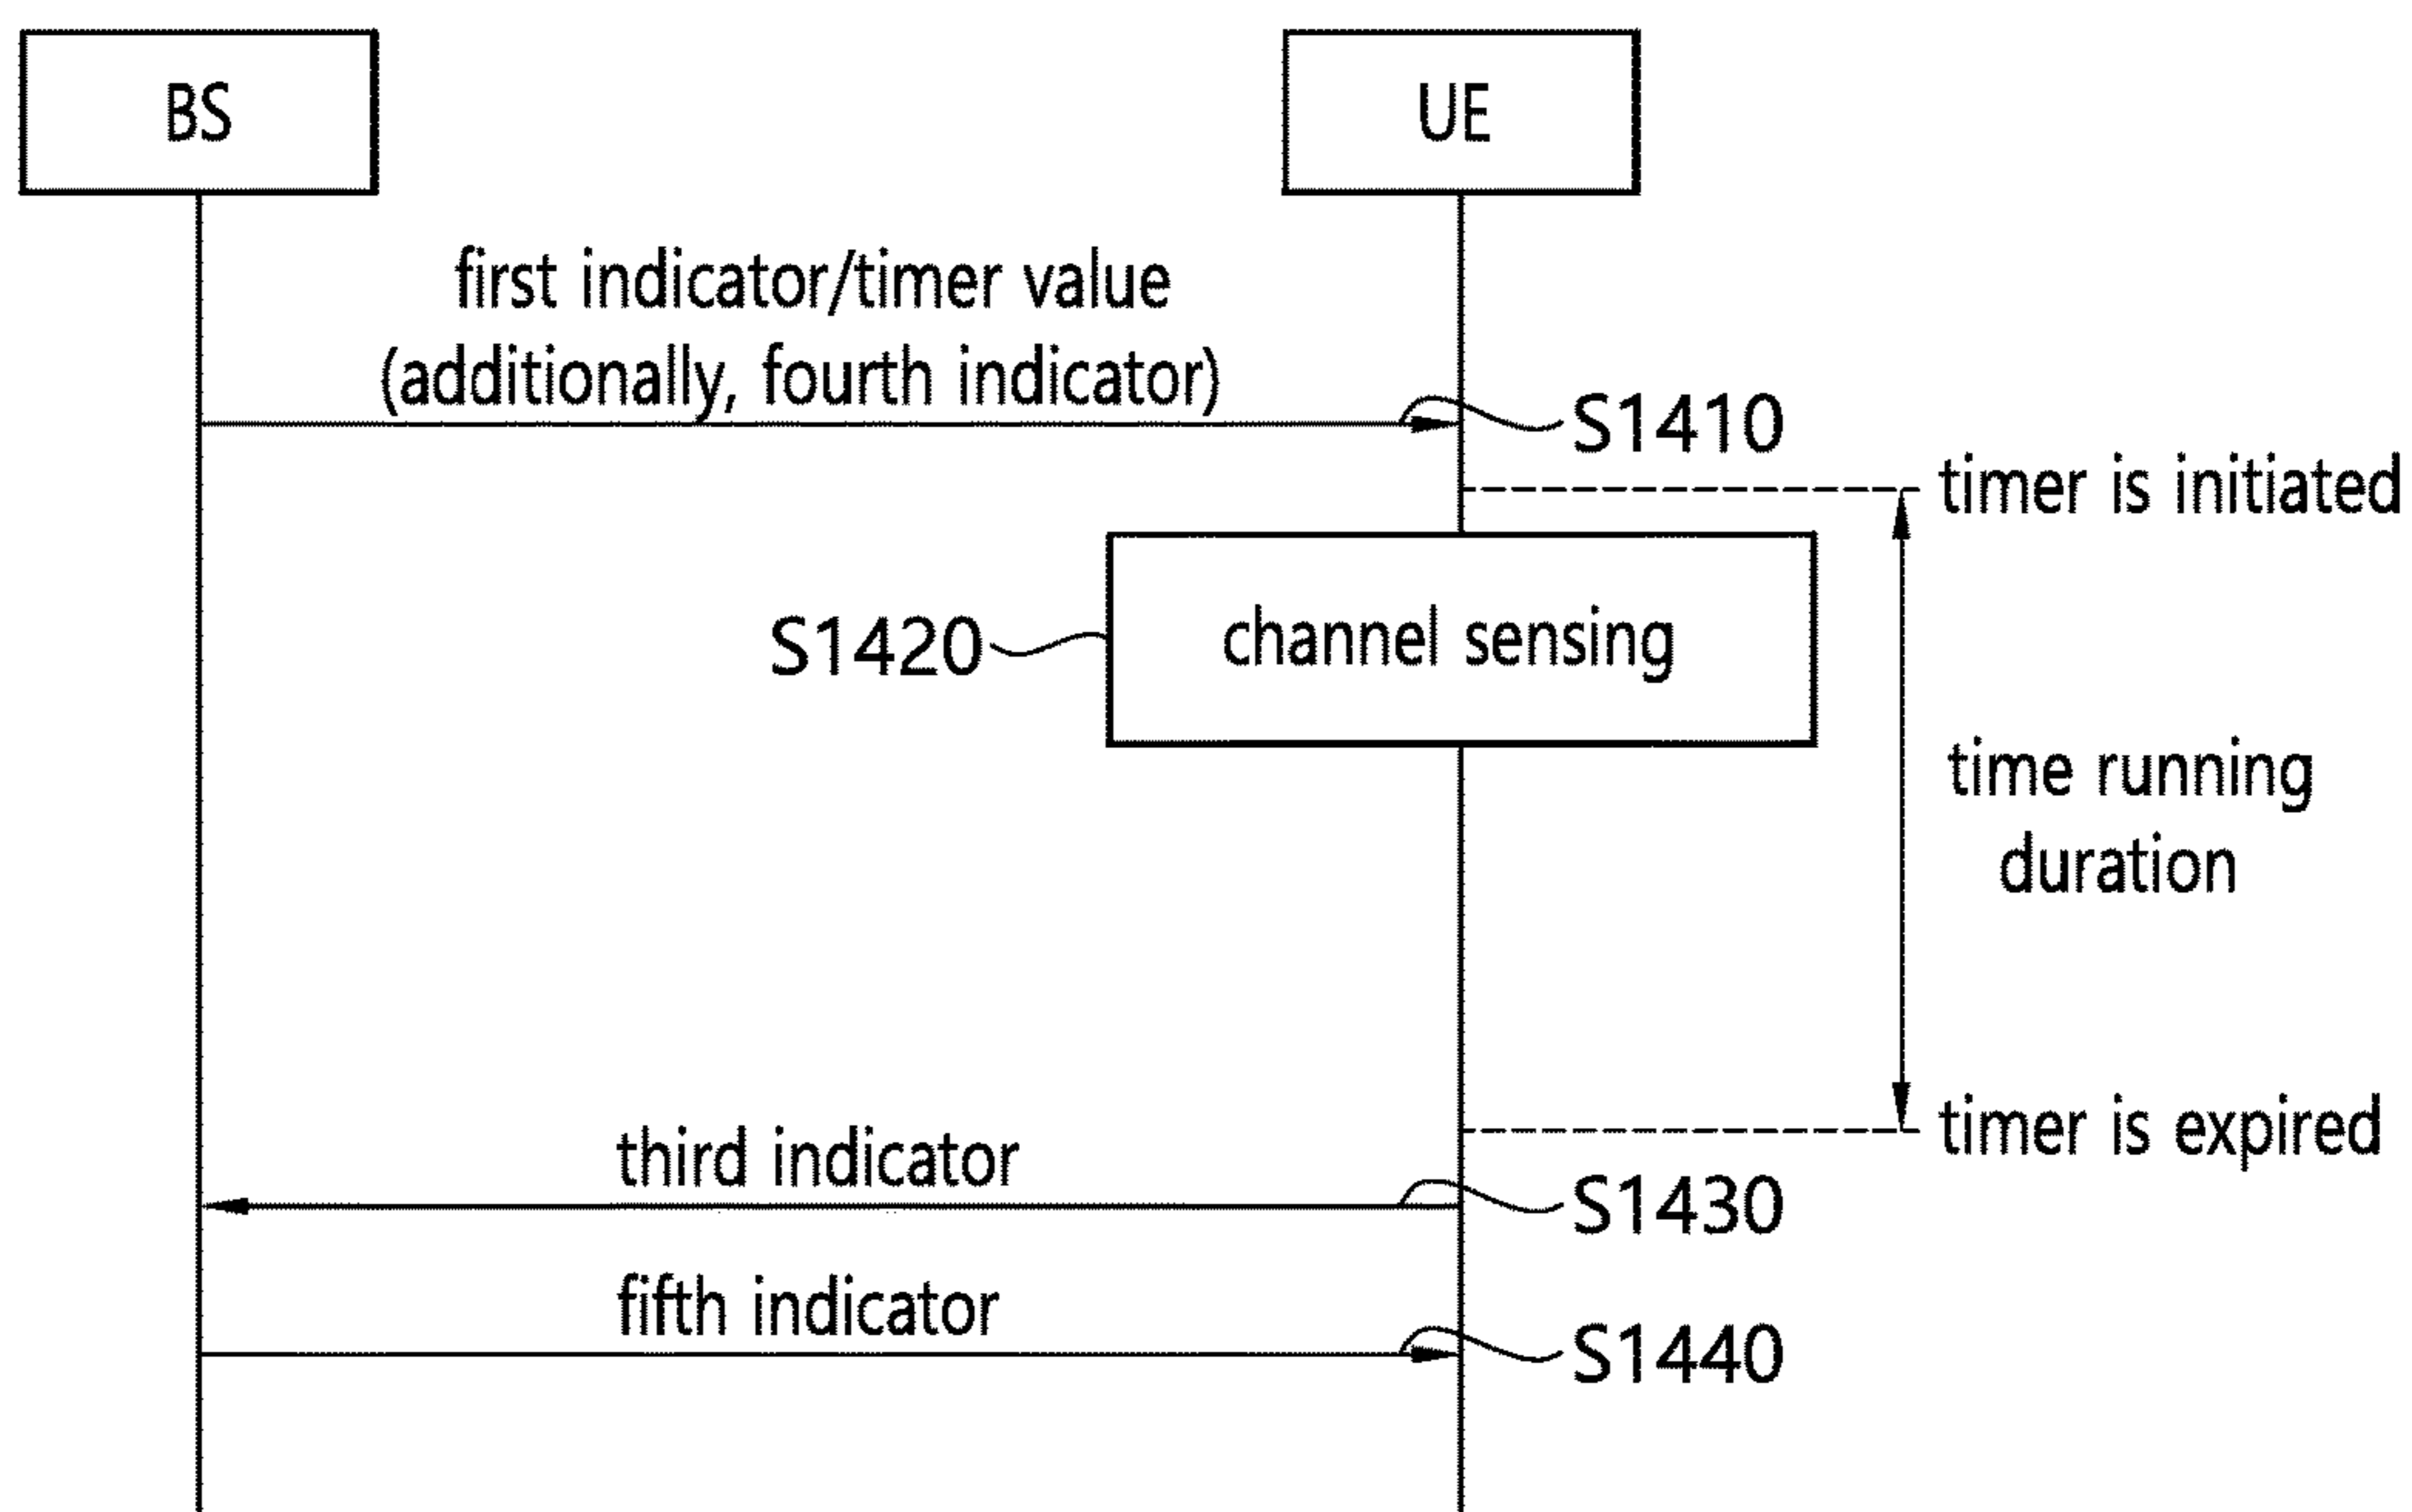 BS
UE
first indicator/timer value
(additionally, fourth indicator)
S1410
timer is initiated
S1420
channel sensing
time running
duration
timer is expired
third indicator
S1430
fifth indicator
S1440